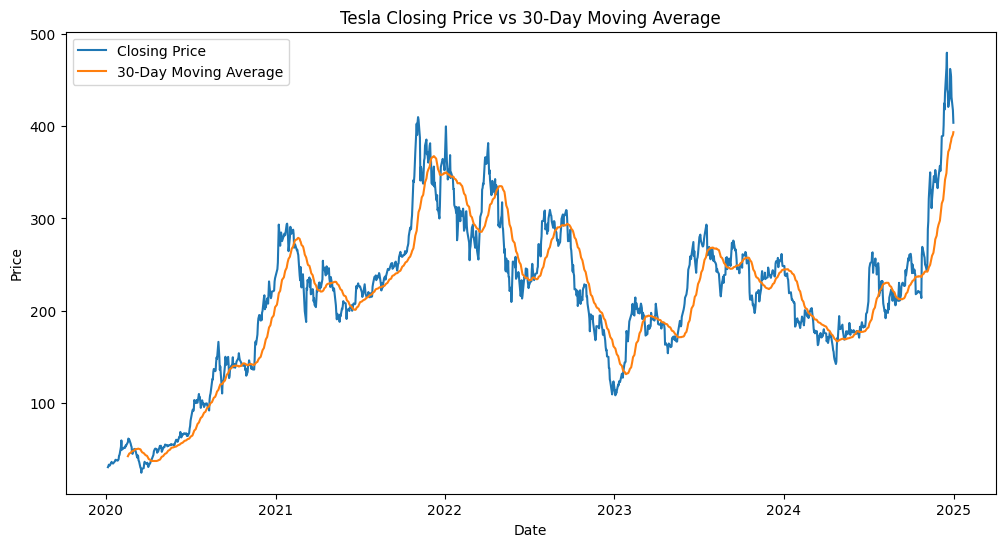 Tesla Closing Price vs 30-Day Moving Average
Closing Price
30-Day Moving Average
Price
500
400
300
200
100
2020 2021 2022 2023 2024 2025
Date